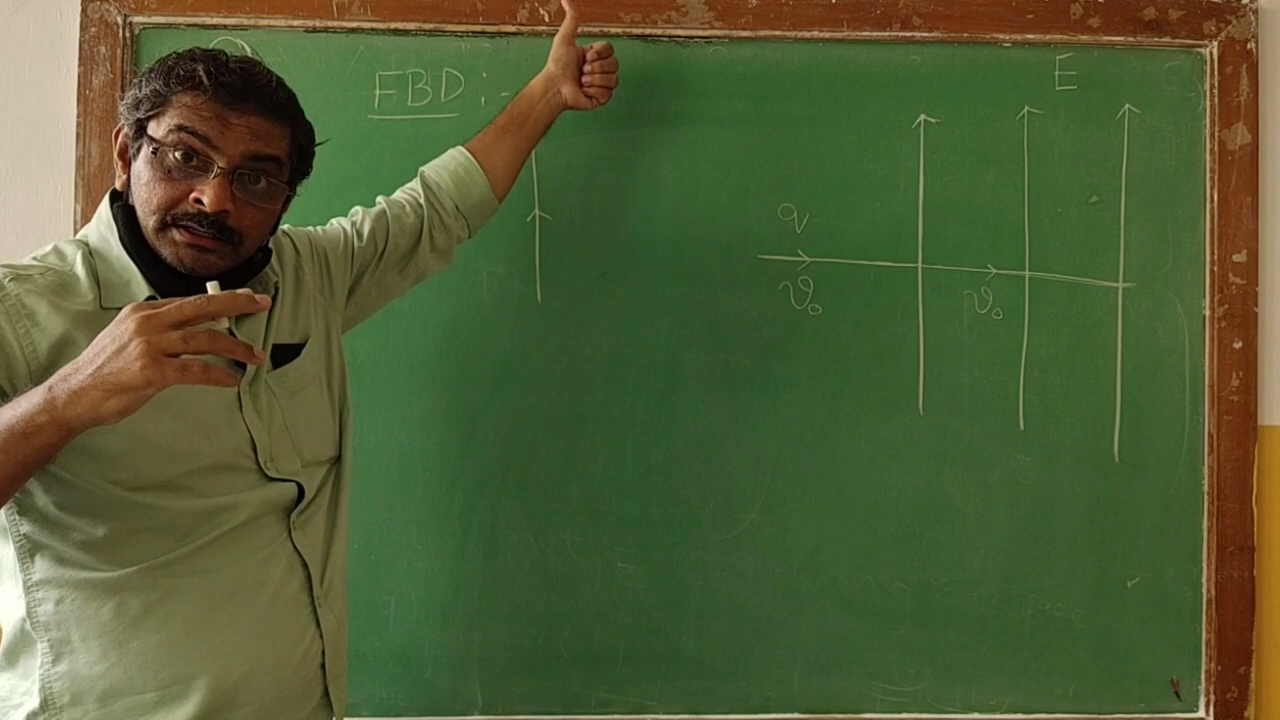 FBD :-
E
q
v₀
v₀